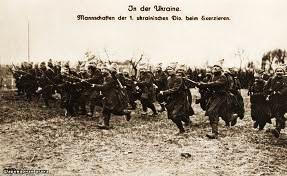 In der Ukraine.
Mannschaften der 1. ukrainischen Div. beim Exerzieren.